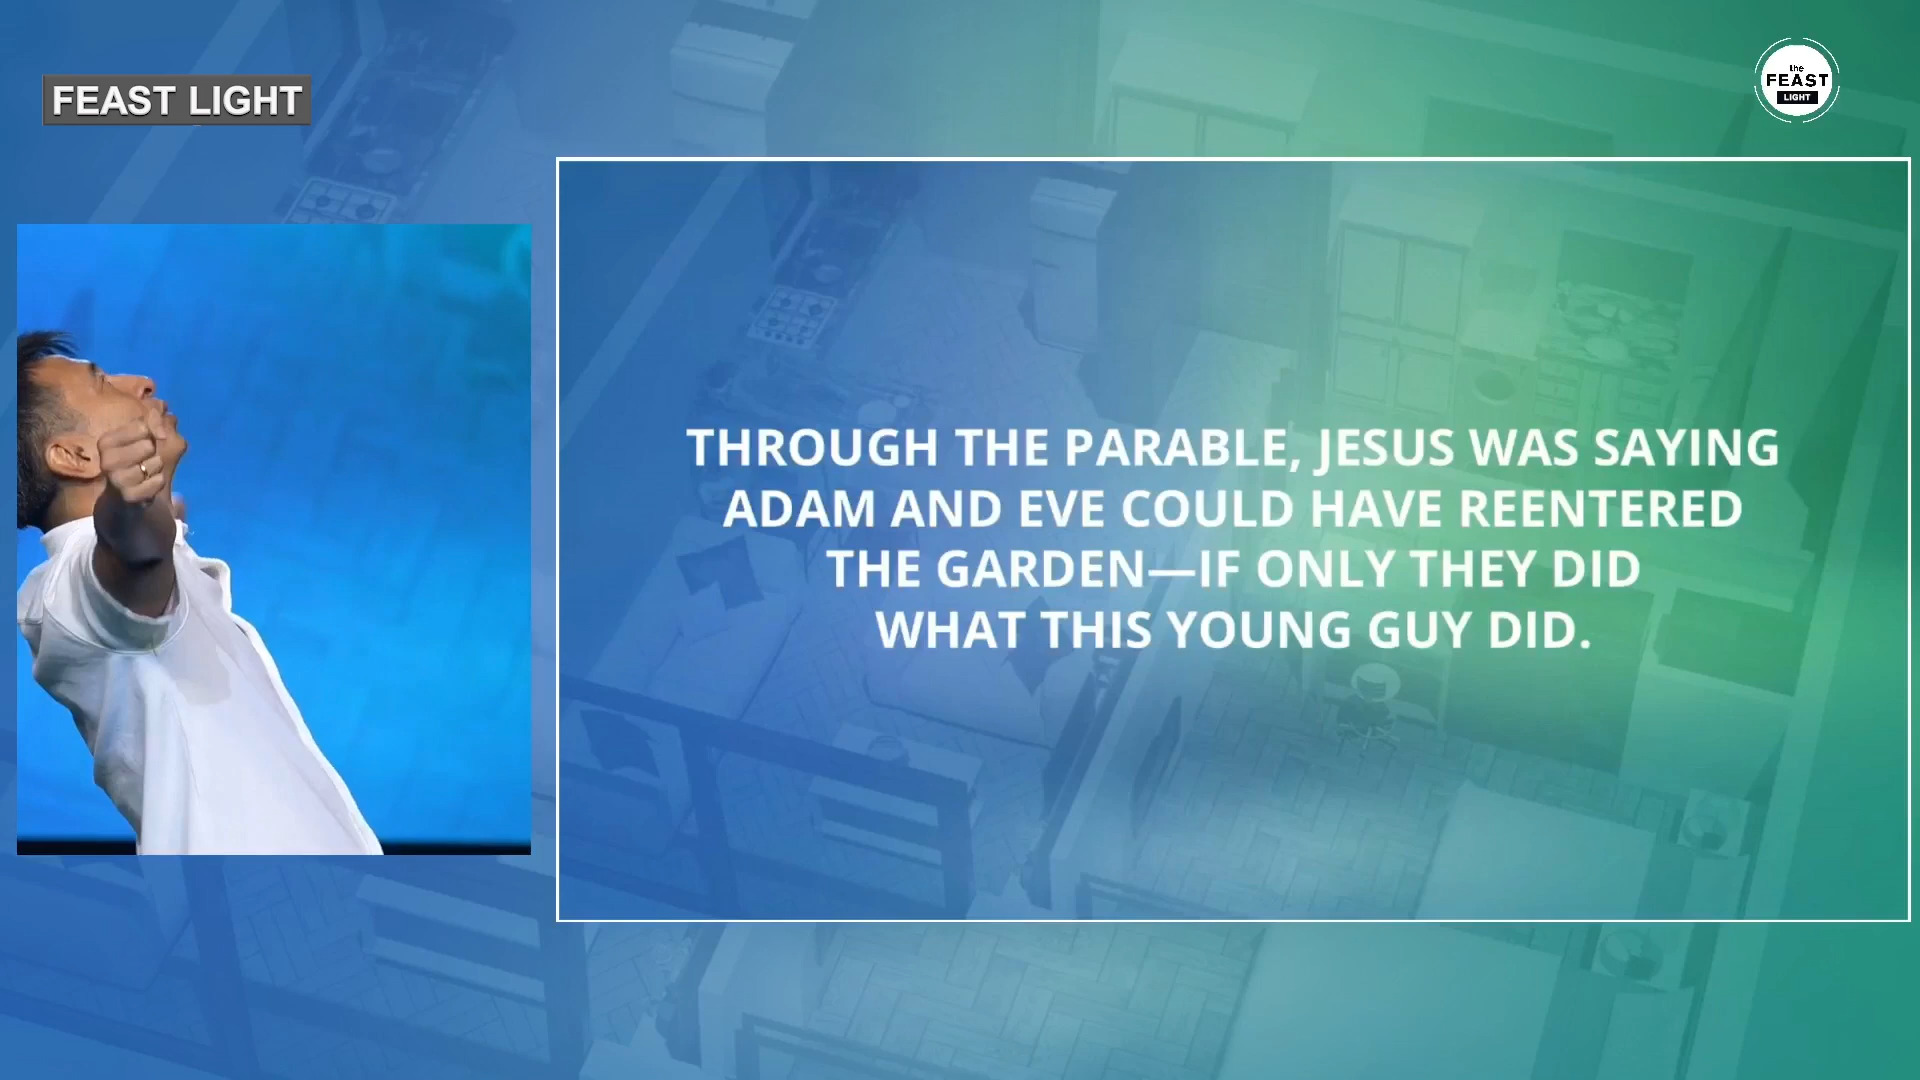 FEAST LIGHT
the
FEAST
LIGHT
THROUGH THE PARABLE, JESUS WAS SAYING
ADAM AND EVE COULD HAVE REENTERED
THE GARDEN—IF ONLY THEY DID
WHAT THIS YOUNG GUY DID.